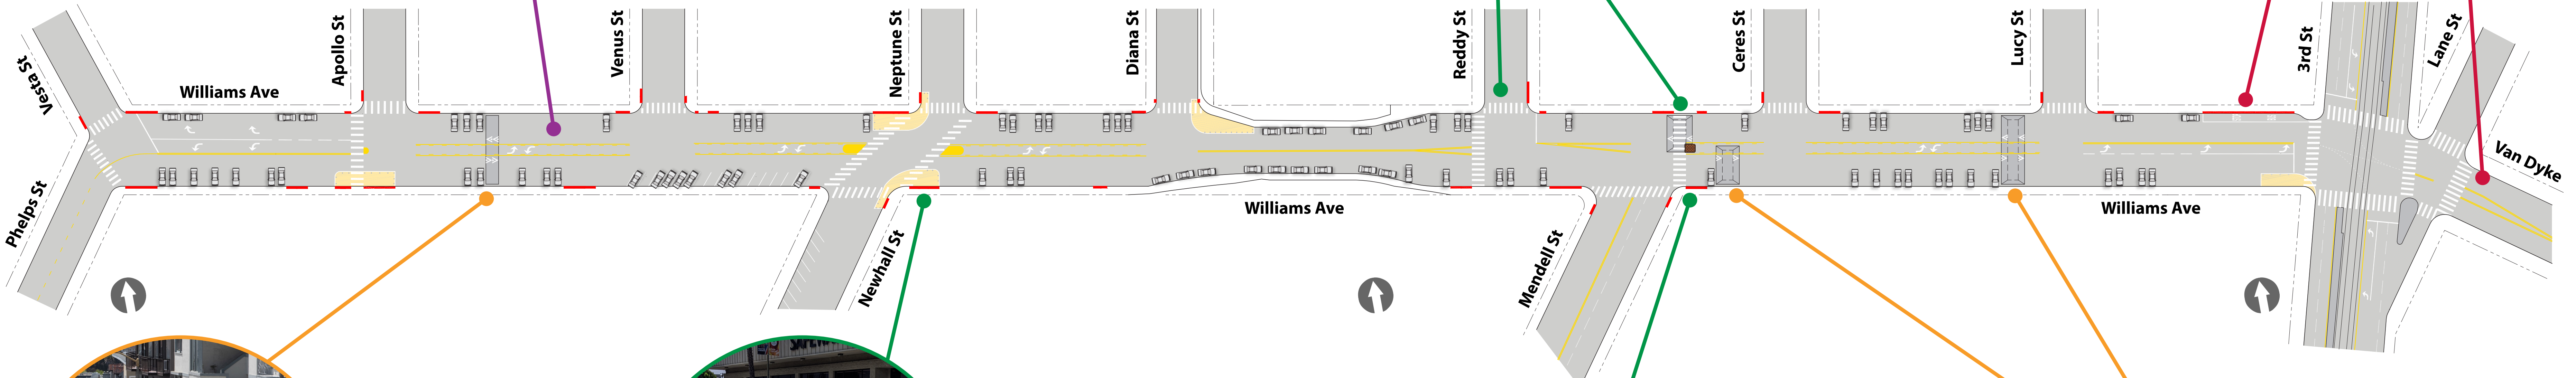 Vesta St
Phelps St
Williams Ave
Apollo St
Venus St
Neptune St
Newhall St
Diana St
Williams Ave
Reddy St
Mendell St
Ceres St
Lucy St
Williams Ave
3rd St
Lane St
Van Dyke